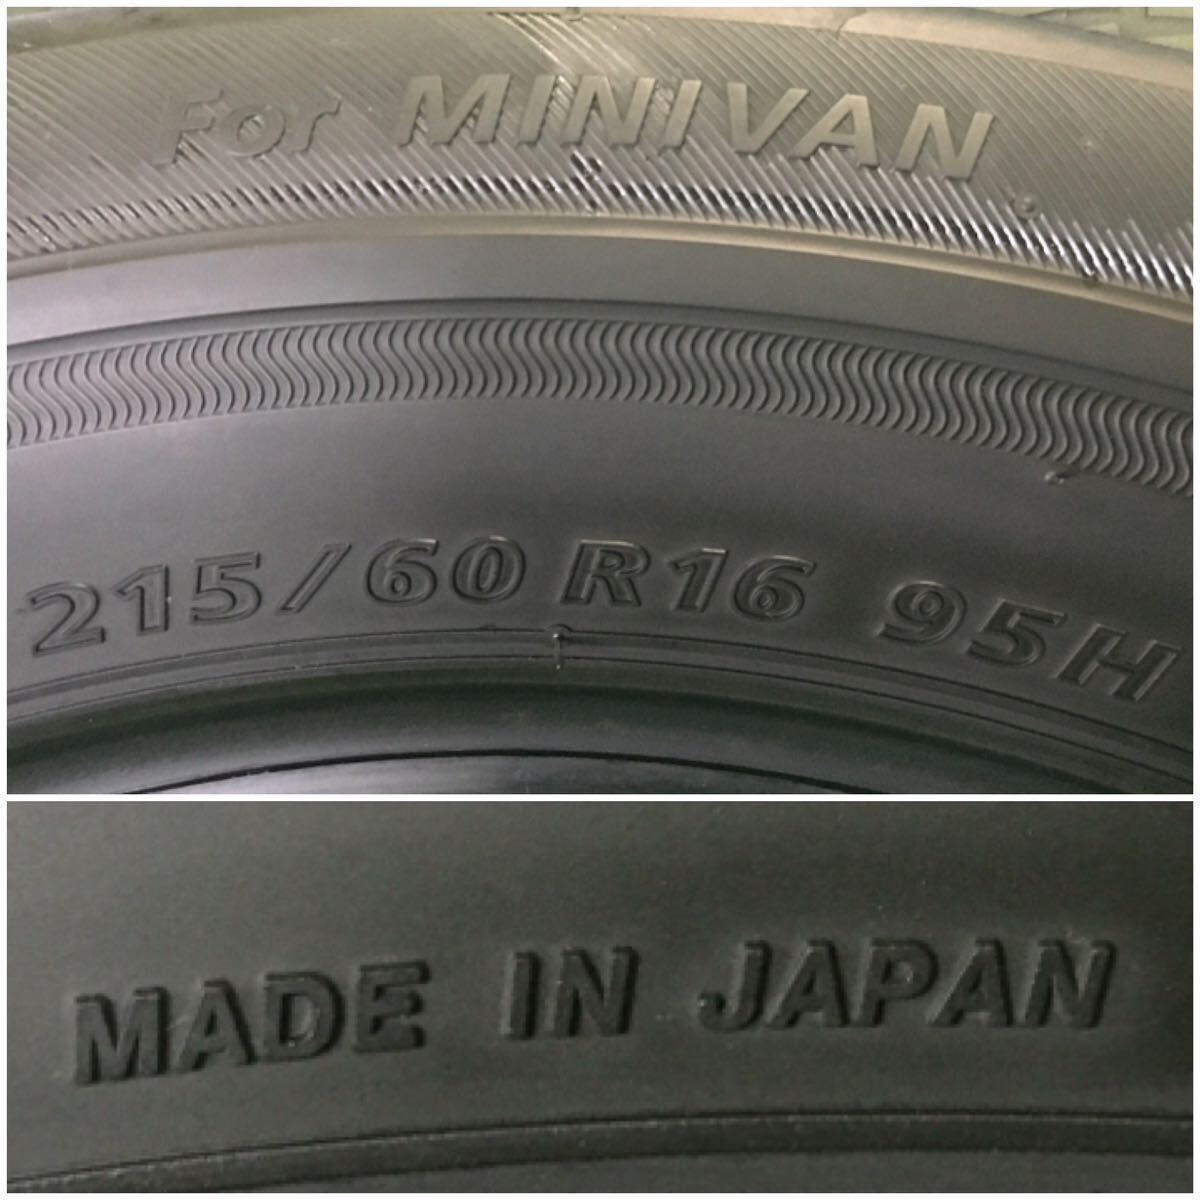 For MINIVAN
215/60 R16 95H
MADE IN JAPAN